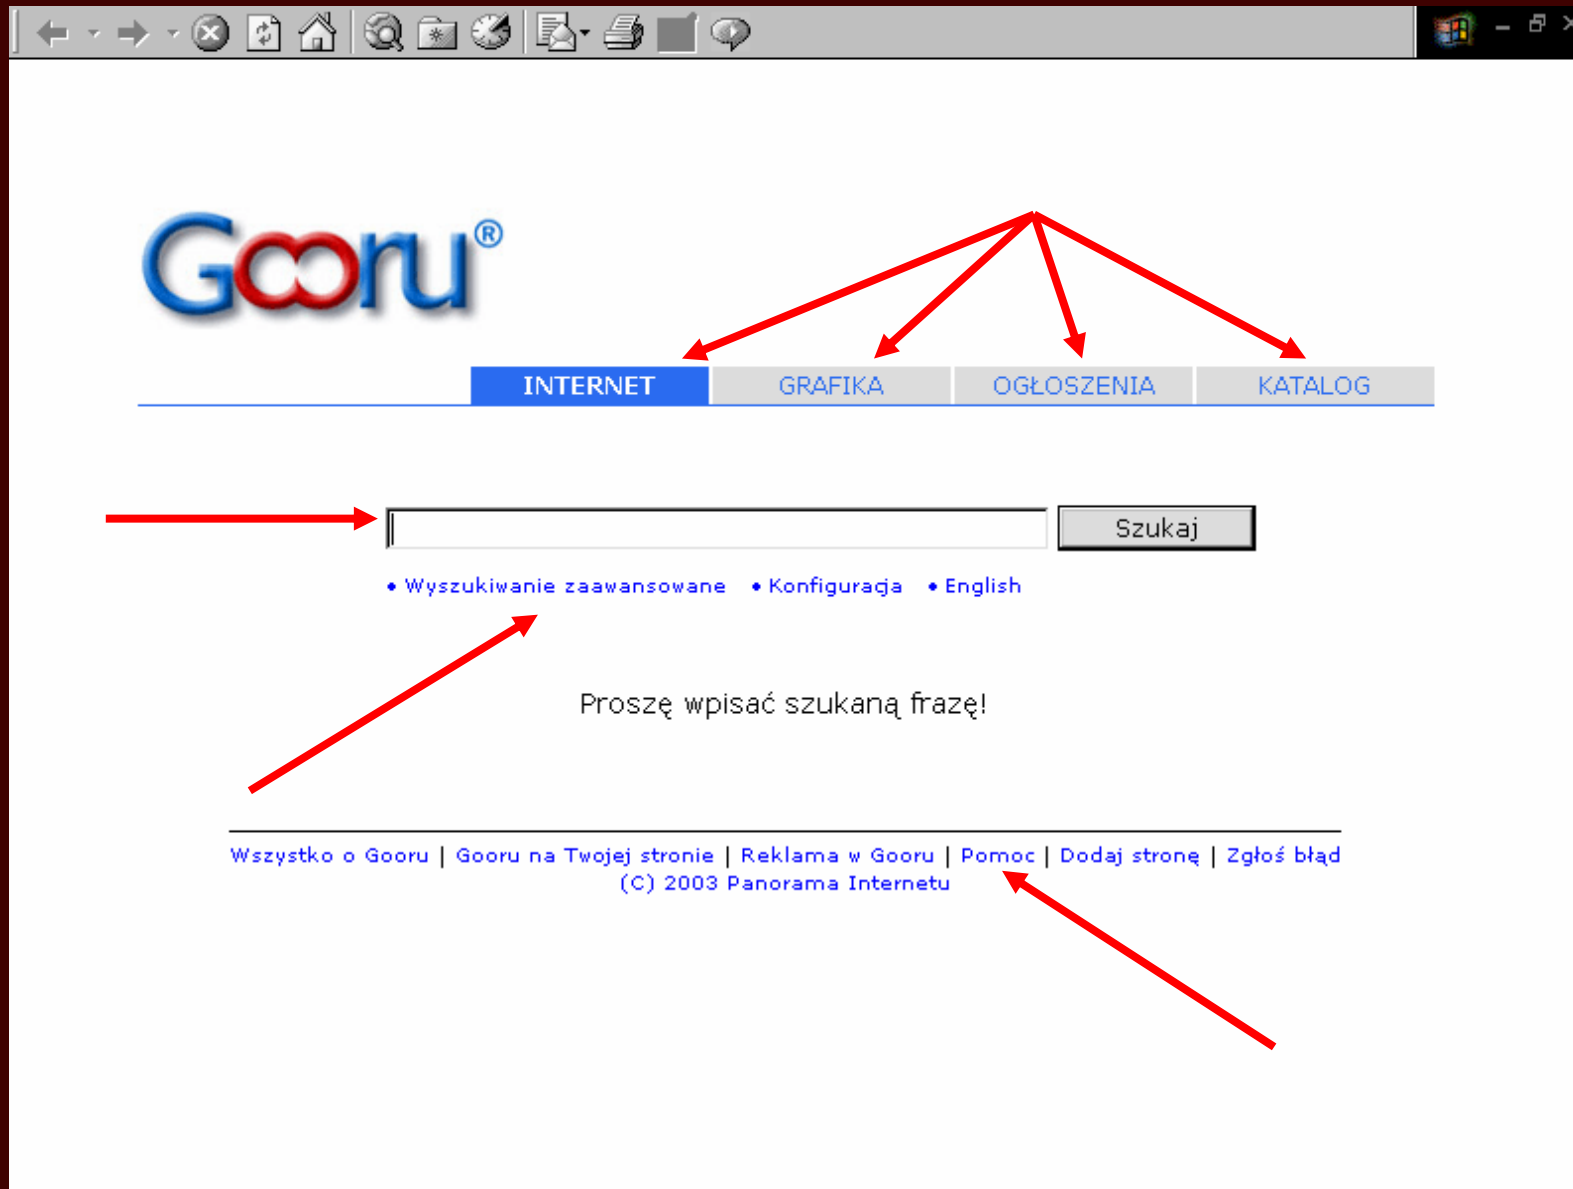 Gooru®
INTERNET GRAFIKA OGŁOSZENIA KATALOG
Szukaj
• Wyszukiwanie zaawansowane • Konfiguracja • English
Proszę wpisać szukaną frazę!
Wszystko o Gooru | Gooru na Twojej stronie | Reklama w Gooru | Pomoc | Dodaj stronę | Zgłoś błąd
(C) 2003 Panorama Internetu